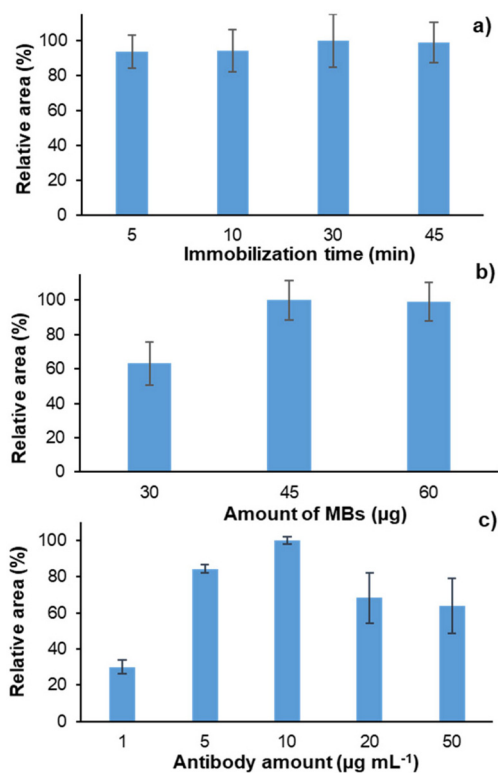 a)
Relative area (%)
100
80
60
40
20
0
5 10 30 45
Immobilization time (min)
b)
Relative area (%)
100
80
60
40
20
0
30 45 60
Amount of MBs (µg)
c)
Relative area (%)
100
80
60
40
20
0
1 5 10 20 50
Antibody amount (µg mL⁻¹)